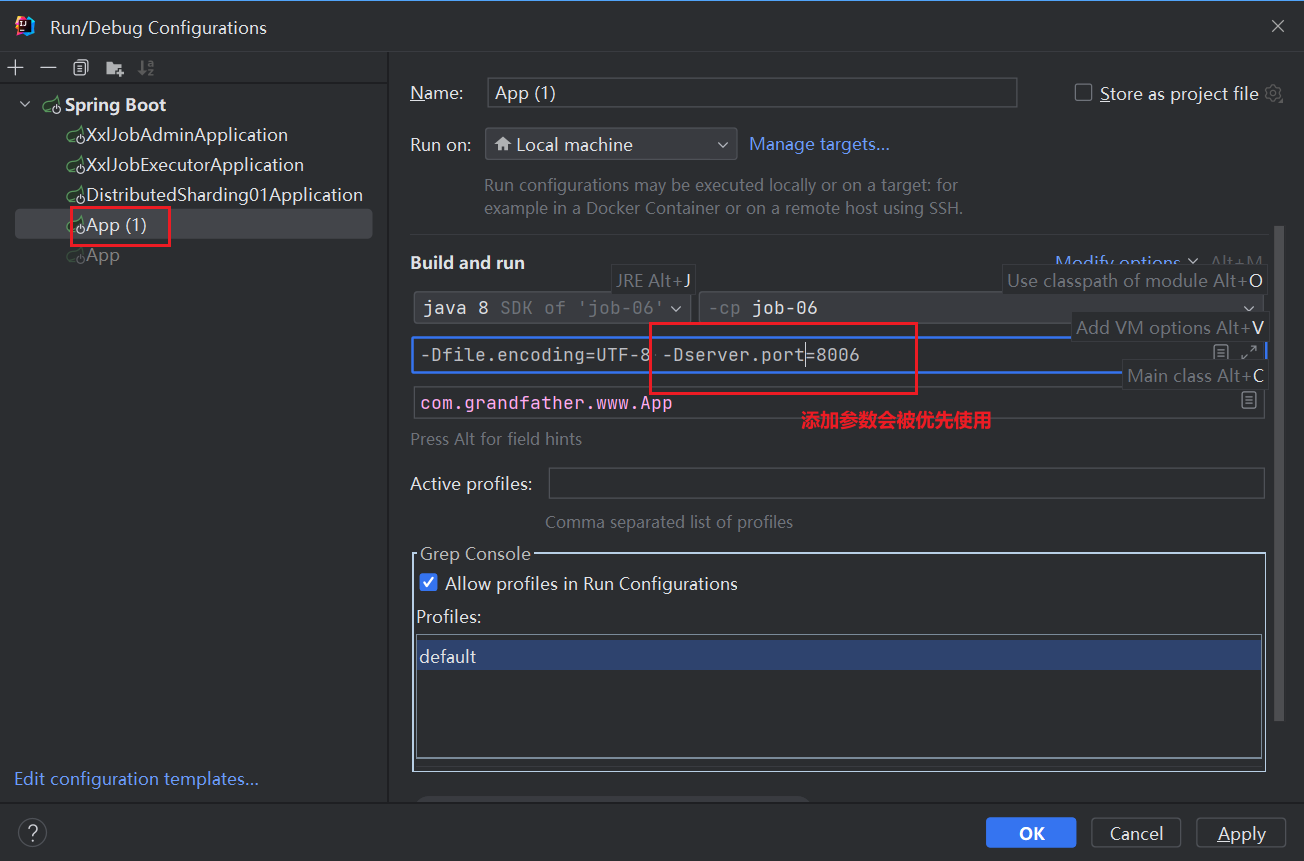 Run/Debug Configurations
Spring Boot
XxlJobAdminApplication
XxlJobExecutorApplication
DistributedSharding01Application
App (1)
App
Edit configuration templates...
Name: App (1) Store as project file
Run on: Local machine Manage targets...
Run configurations may be executed locally or on a target: for
example in a Docker Container or on a remote host using SSH.
Build and run Modify options Alt+M
JRE Alt+J Use classpath of module Alt+O
java 8 SDK of 'job-06' -cp job-06
Add VM options Alt+V
-Dfile.encoding=UTF-8 -Dserver.port=8006
Main class Alt+C
com.grandfather.www.App
添加参数会被优先使用
Press Alt for field hints
Active profiles:
Comma separated list of profiles
Grep Console
Allow profiles in Run Configurations
Profiles:
default
?
OK Cancel Apply